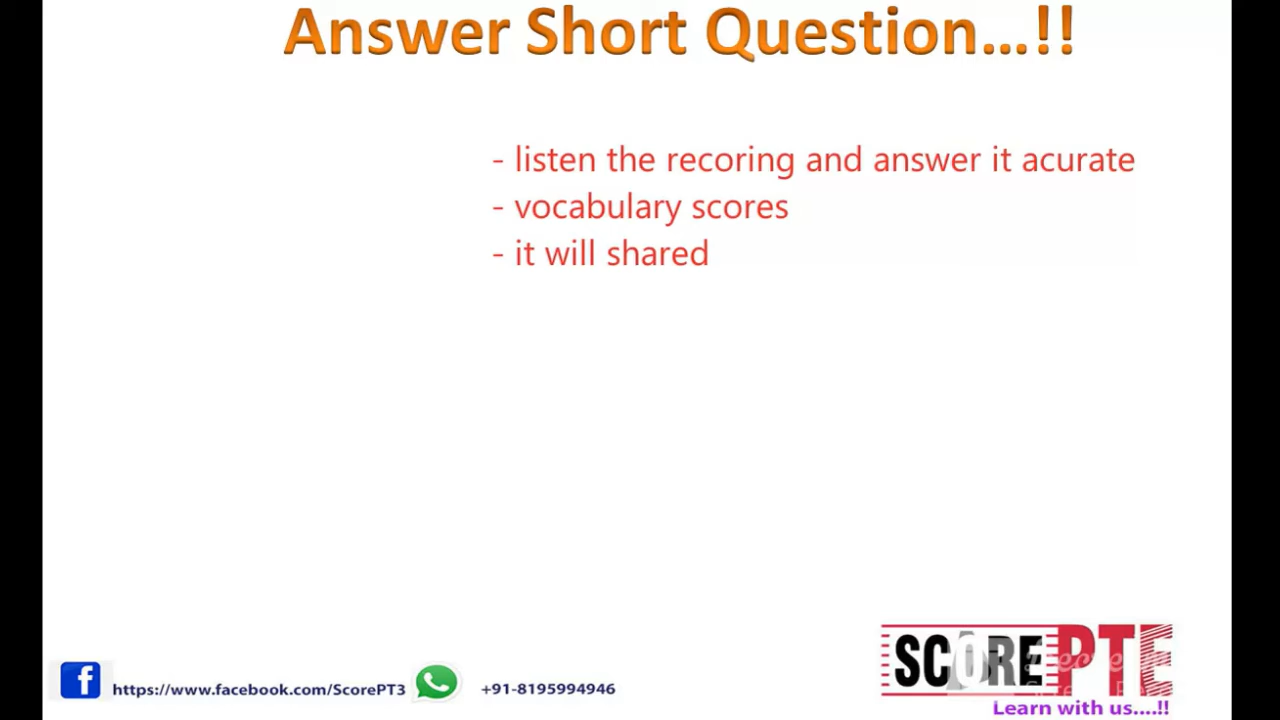 Answer Short Question...!!
- listen the recoring and answer it acurate
- vocabulary scores
- it will shared
https://www.facebook.com/ScorePT3
+91-8195994946
SCORE PTE
Learn with us....!!